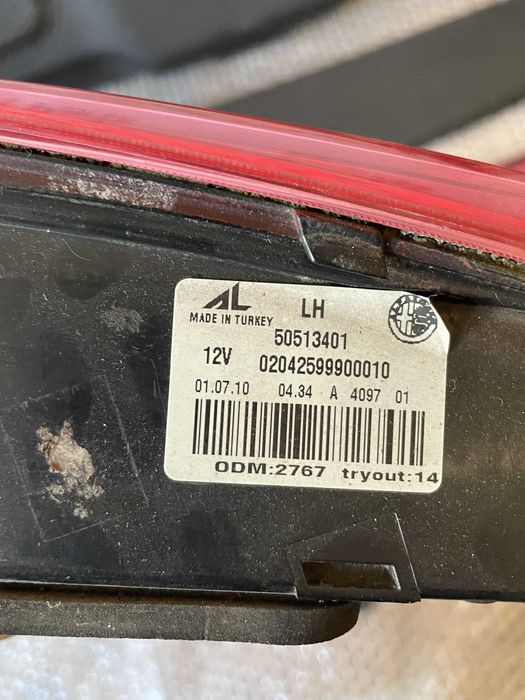 AL LH
MADE IN TURKEY
50513401
12V 02042599900010
01.07.10 04.34 A 4097 01
ODM:2767 tryout:14